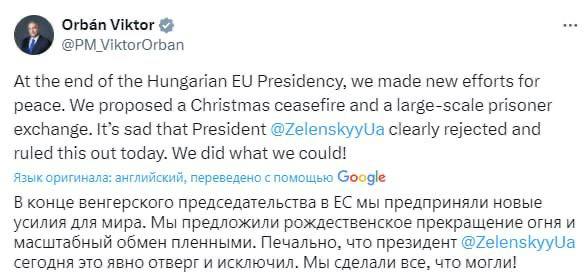 Orbán Viktor
@PM_ViktorOrban
At the end of the Hungarian EU Presidency, we made new efforts for
peace. We proposed a Christmas ceasefire and a large-scale prisoner
exchange. It’s sad that President @ZelenskyyUa clearly rejected and
ruled this out today. We did what we could!
Язык оригинала: английский, переведено с помощью Google
В конце венгерского председательства в ЕС мы предприняли новые
усилия для мира. Мы предложили рождественское прекращение огня и
масштабный обмен пленными. Печально, что президент @ZelenskyyUa
сегодня это явно отверг и исключил. Мы сделали все, что могли!